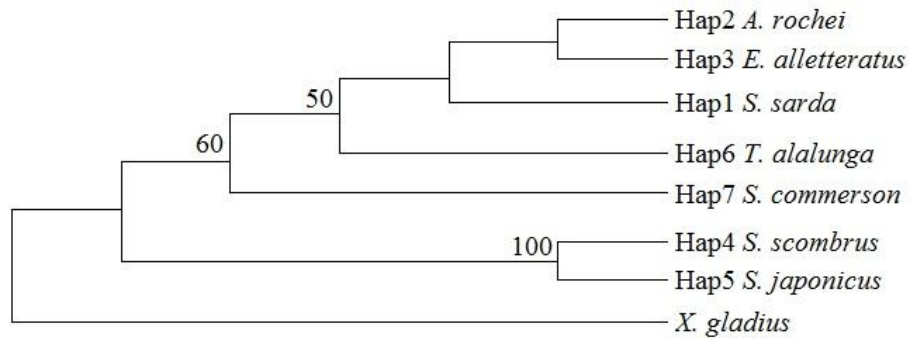 Hap2 A. rochei
Hap3 E. alletteratus
50
Hap1 S. sarda
60
Hap6 T. alalunga
Hap7 S. commerson
100
Hap4 S. scombrus
Hap5 S. japonicus
X. gladius